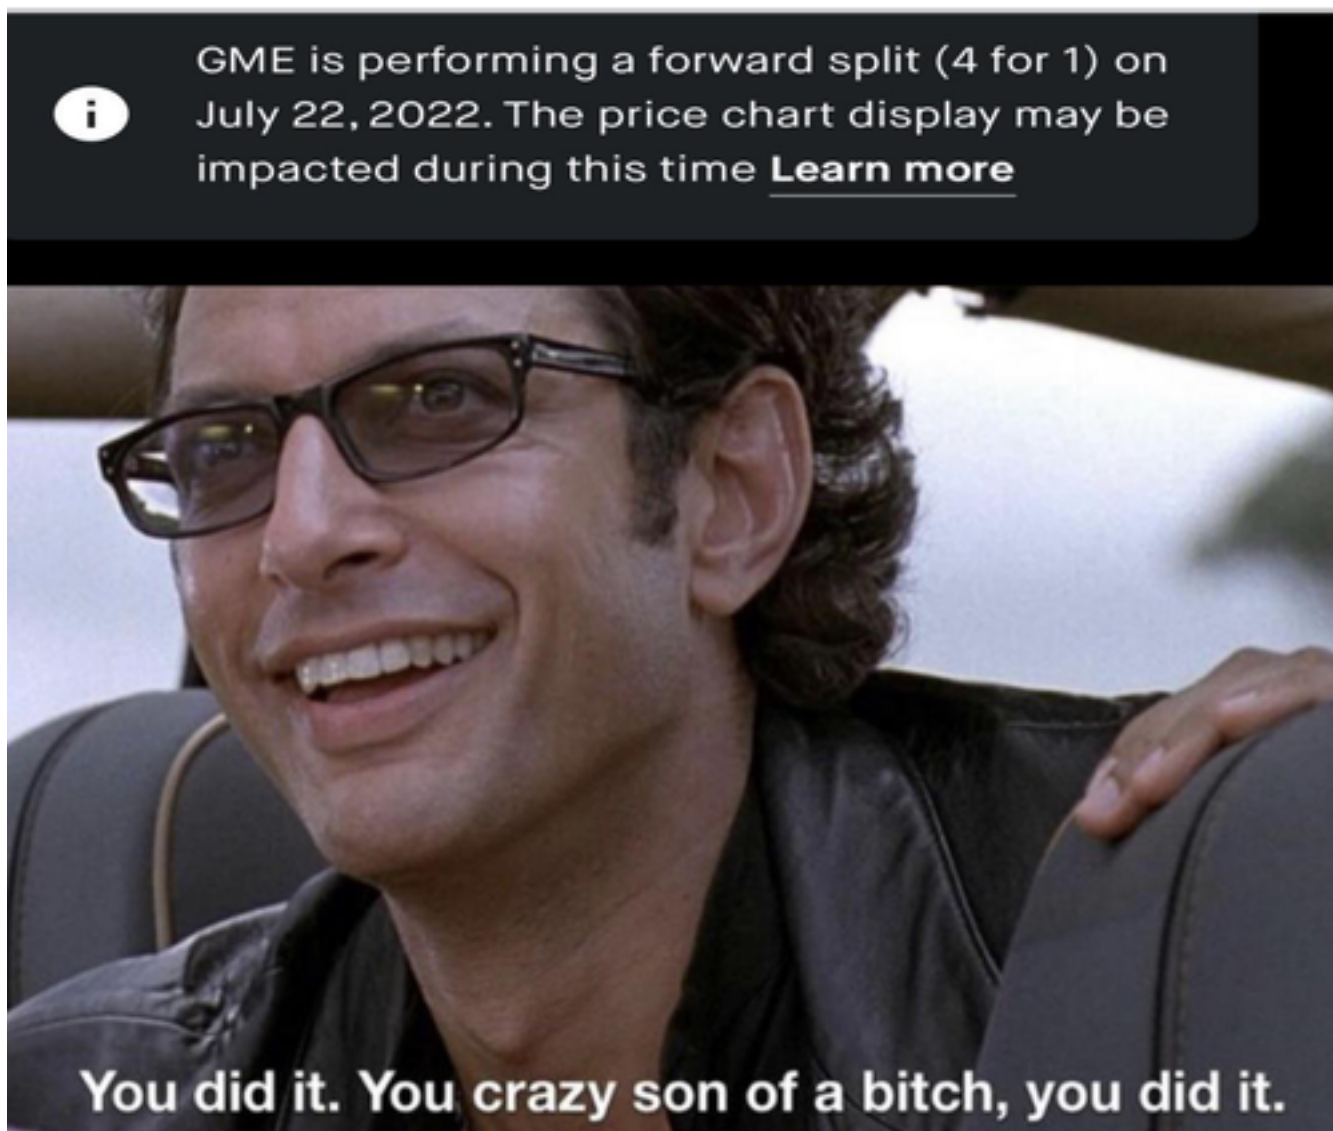 GME is performing a forward split (4 for 1) on
July 22, 2022. The price chart display may be
impacted during this time Learn more
You did it. You crazy son of a bitch, you did it.